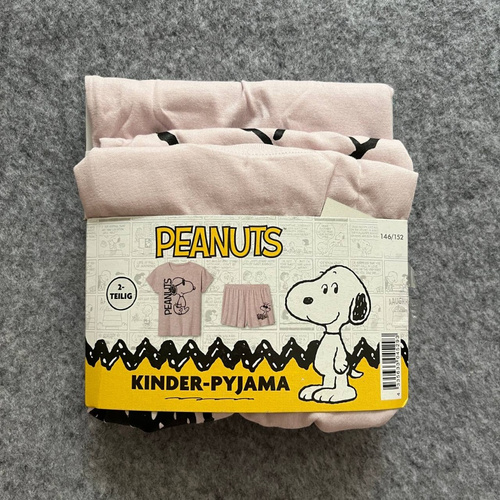 PEANUTS
146/152
2-
TEILIG
PEANUTS
KINDER-PYJAMA